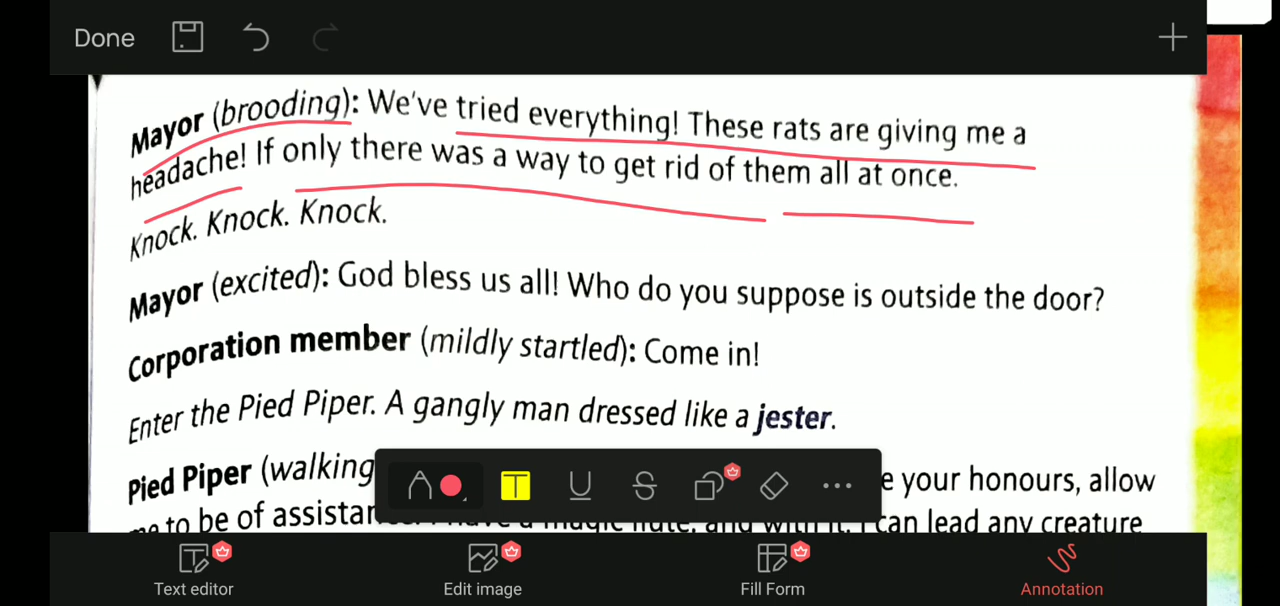 Done
Mayor (brooding): We've tried everything! These rats are giving me a
headache! If only there was a way to get rid of them all at once.
Knock. Knock. Knock.
Mayor (excited): God bless us all! Who do you suppose is outside the door?
Corporation member (mildly startled): Come in!
Enter the Pied Piper. A gangly man dressed like a jester.
Pied Piper (walking e your honours, allow
to be of assistan can lead any creature
Text editor Edit image Fill Form Annotation